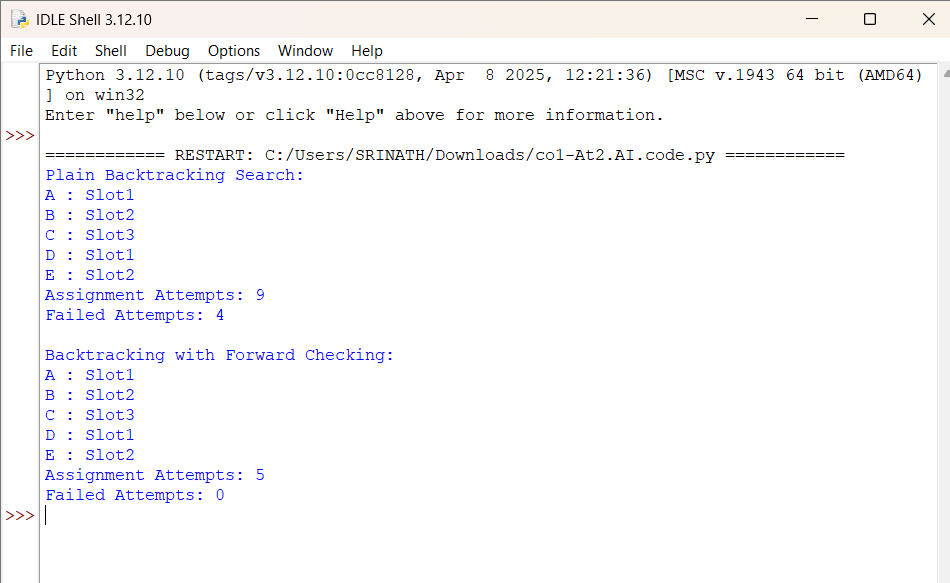 IDLE Shell 3.12.10
File Edit Shell Debug Options Window Help
Python 3.12.10 (tags/v3.12.10:0cc8128, Apr  8 2025, 12:21:36) [MSC v.1943 64 bit (AMD64)
] on win32
Enter "help" below or click "Help" above for more information.
>>>
============ RESTART: C:/Users/SRINATH/Downloads/co1-At2.AI.code.py ============
Plain Backtracking Search:
A : Slot1
B : Slot2
C : Slot3
D : Slot1
E : Slot2
Assignment Attempts: 9
Failed Attempts: 4
Backtracking with Forward Checking:
A : Slot1
B : Slot2
C : Slot3
D : Slot1
E : Slot2
Assignment Attempts: 5
Failed Attempts: 0
>>>